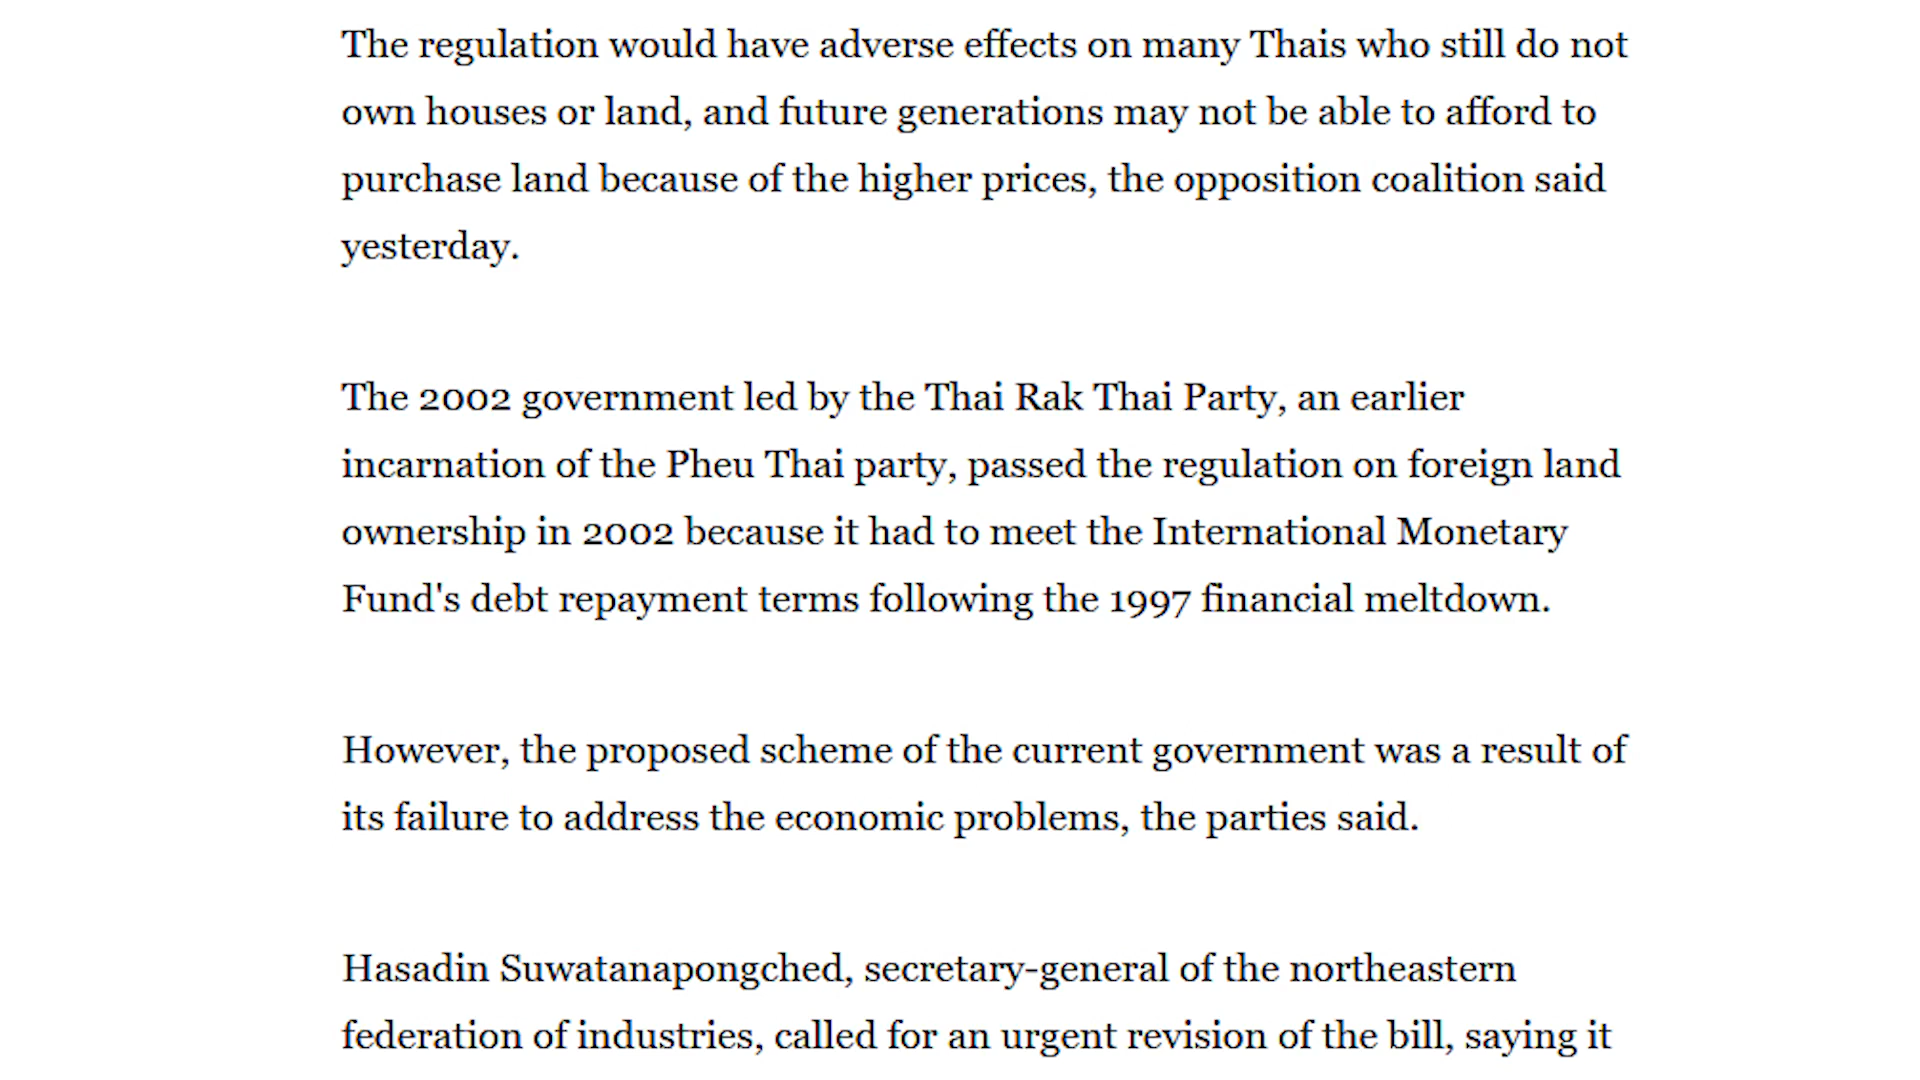 The regulation would have adverse effects on many Thais who still do not
own houses or land, and future generations may not be able to afford to
purchase land because of the higher prices, the opposition coalition said
yesterday.
The 2002 government led by the Thai Rak Thai Party, an earlier
incarnation of the Pheu Thai party, passed the regulation on foreign land
ownership in 2002 because it had to meet the International Monetary
Fund's debt repayment terms following the 1997 financial meltdown.
However, the proposed scheme of the current government was a result of
its failure to address the economic problems, the parties said.
Hasadin Suwatanapongched, secretary-general of the northeastern
federation of industries, called for an urgent revision of the bill, saying it